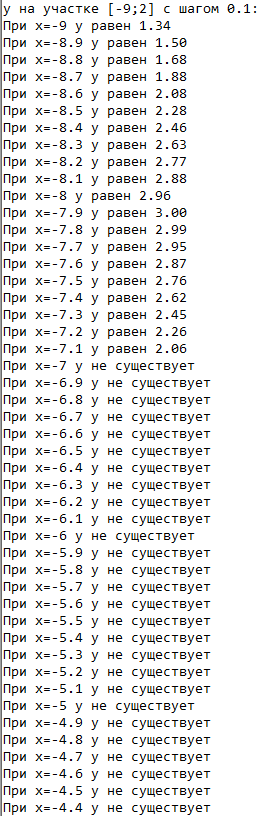 y на участке [-9;2] с шагом 0.1:
При x=-9 y равен 1.34
При x=-8.9 y равен 1.50
При x=-8.8 y равен 1.68
При x=-8.7 y равен 1.88
При x=-8.6 y равен 2.08
При x=-8.5 y равен 2.28
При x=-8.4 y равен 2.46
При x=-8.3 y равен 2.63
При x=-8.2 y равен 2.77
При x=-8.1 y равен 2.88
При x=-8 y равен 2.96
При x=-7.9 y равен 3.00
При x=-7.8 y равен 2.99
При x=-7.7 y равен 2.95
При x=-7.6 y равен 2.87
При x=-7.5 y равен 2.76
При x=-7.4 y равен 2.62
При x=-7.3 y равен 2.45
При x=-7.2 y равен 2.26
При x=-7.1 y равен 2.06
При x=-7 y не существует
При x=-6.9 y не существует
При x=-6.8 y не существует
При x=-6.7 y не существует
При x=-6.6 y не существует
При x=-6.5 y не существует
При x=-6.4 y не существует
При x=-6.3 y не существует
При x=-6.2 y не существует
При x=-6.1 y не существует
При x=-6 y не существует
При x=-5.9 y не существует
При x=-5.8 y не существует
При x=-5.7 y не существует
При x=-5.6 y не существует
При x=-5.5 y не существует
При x=-5.4 y не существует
При x=-5.3 y не существует
При x=-5.2 y не существует
При x=-5.1 y не существует
При x=-5 y не существует
При x=-4.9 y не существует
При x=-4.8 y не существует
При x=-4.7 y не существует
При x=-4.6 y не существует
При x=-4.5 y не существует
При x=-4.4 y не существует